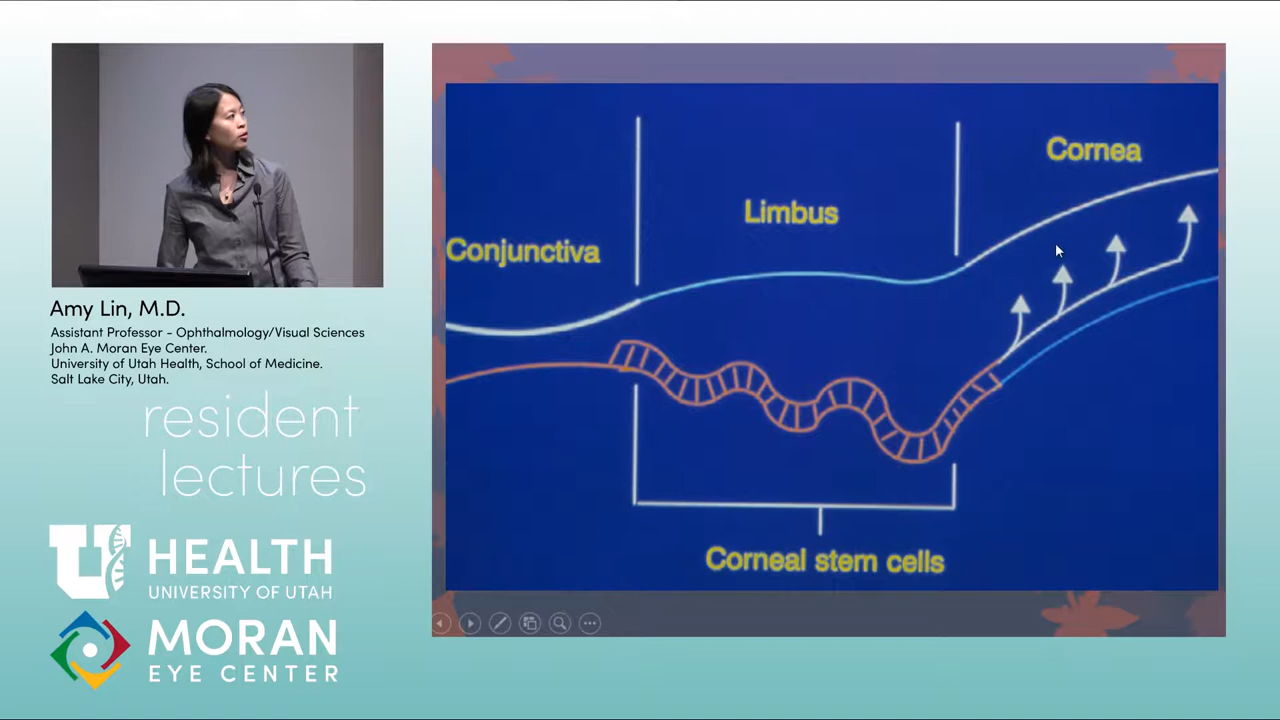 Amy Lin, M.D.
Assistant Professor - Ophthalmology/Visual Sciences
John A. Moran Eye Center.
University of Utah Health, School of Medicine.
Salt Lake City, Utah.
resident
lectures
U HEALTH
UNIVERSITY OF UTAH
MORAN
EYE CENTER
Conjunctiva
Limbus
Cornea
Corneal stem cells